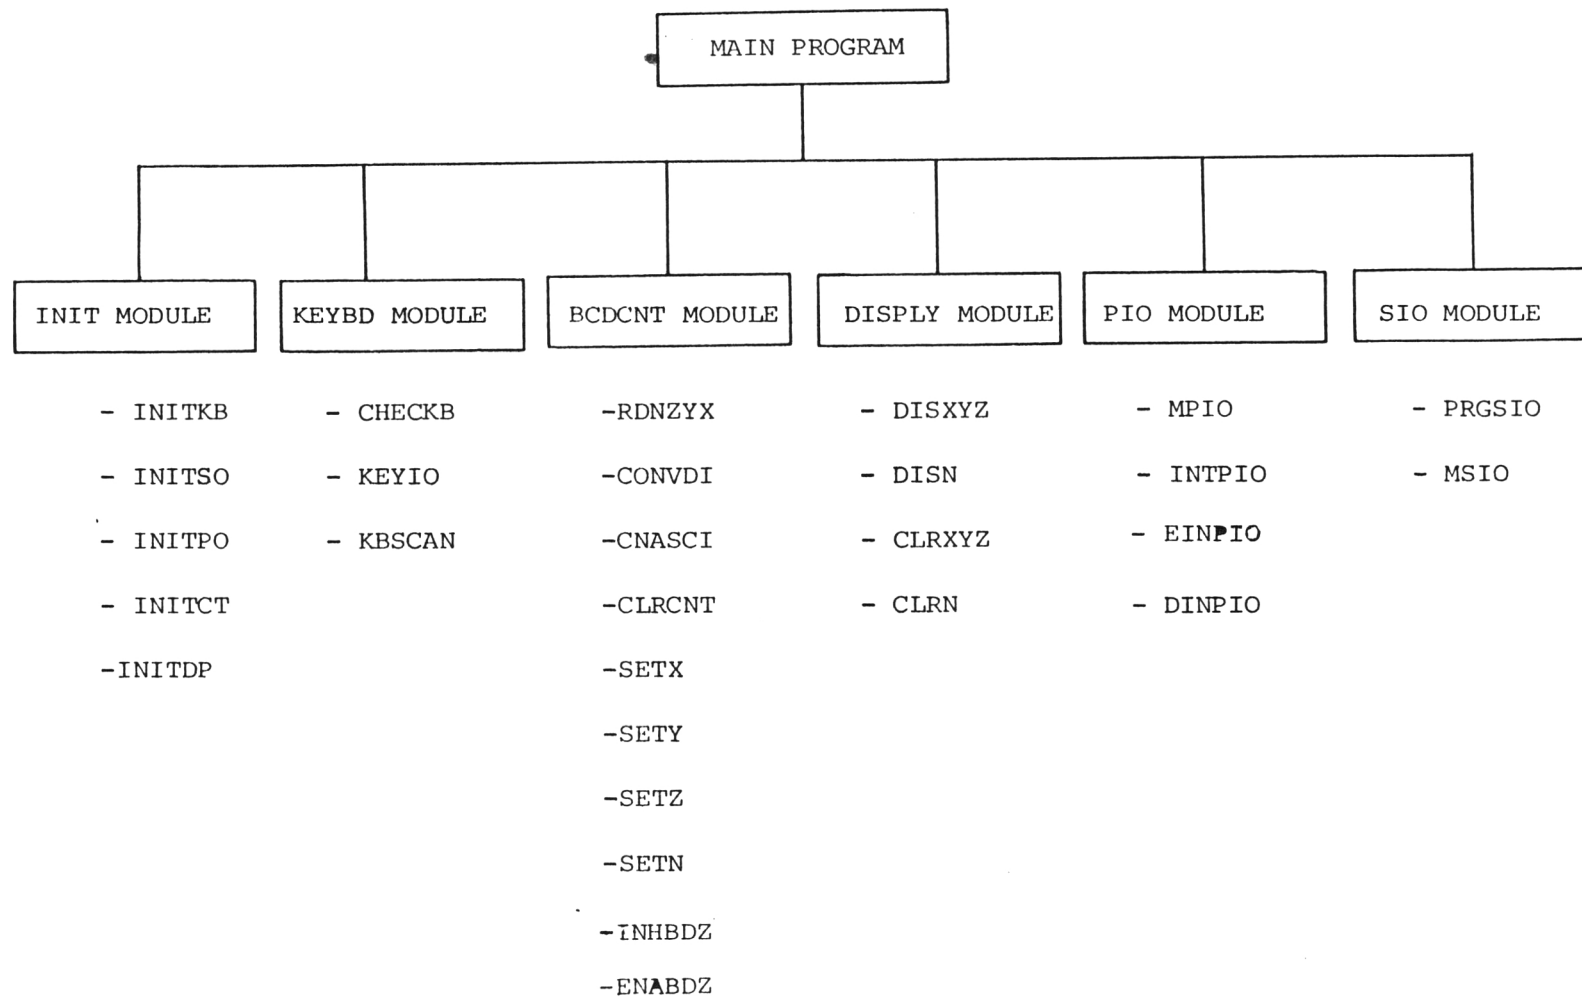 MAIN PROGRAM
INIT MODULE
KEYBD MODULE
BCDCNT MODULE
DISPLY MODULE
PIO MODULE
SIO MODULE
- INITKB
- INITSO
- INITPO
- INITCT
-INITDP
- CHECKB
- KEYIO
- KBSCAN
-RDNZYX
-CONVDI
-CNASCI
-CLRCNT
-SETX
-SETY
-SETZ
-SETN
-INHBDZ
-ENABDZ
- DISXYZ
- DISN
- CLRXYZ
- CLRN
- MPIO
- INTPIO
- EINPIO
- DINPIO
- PRGSIO
- MSIO